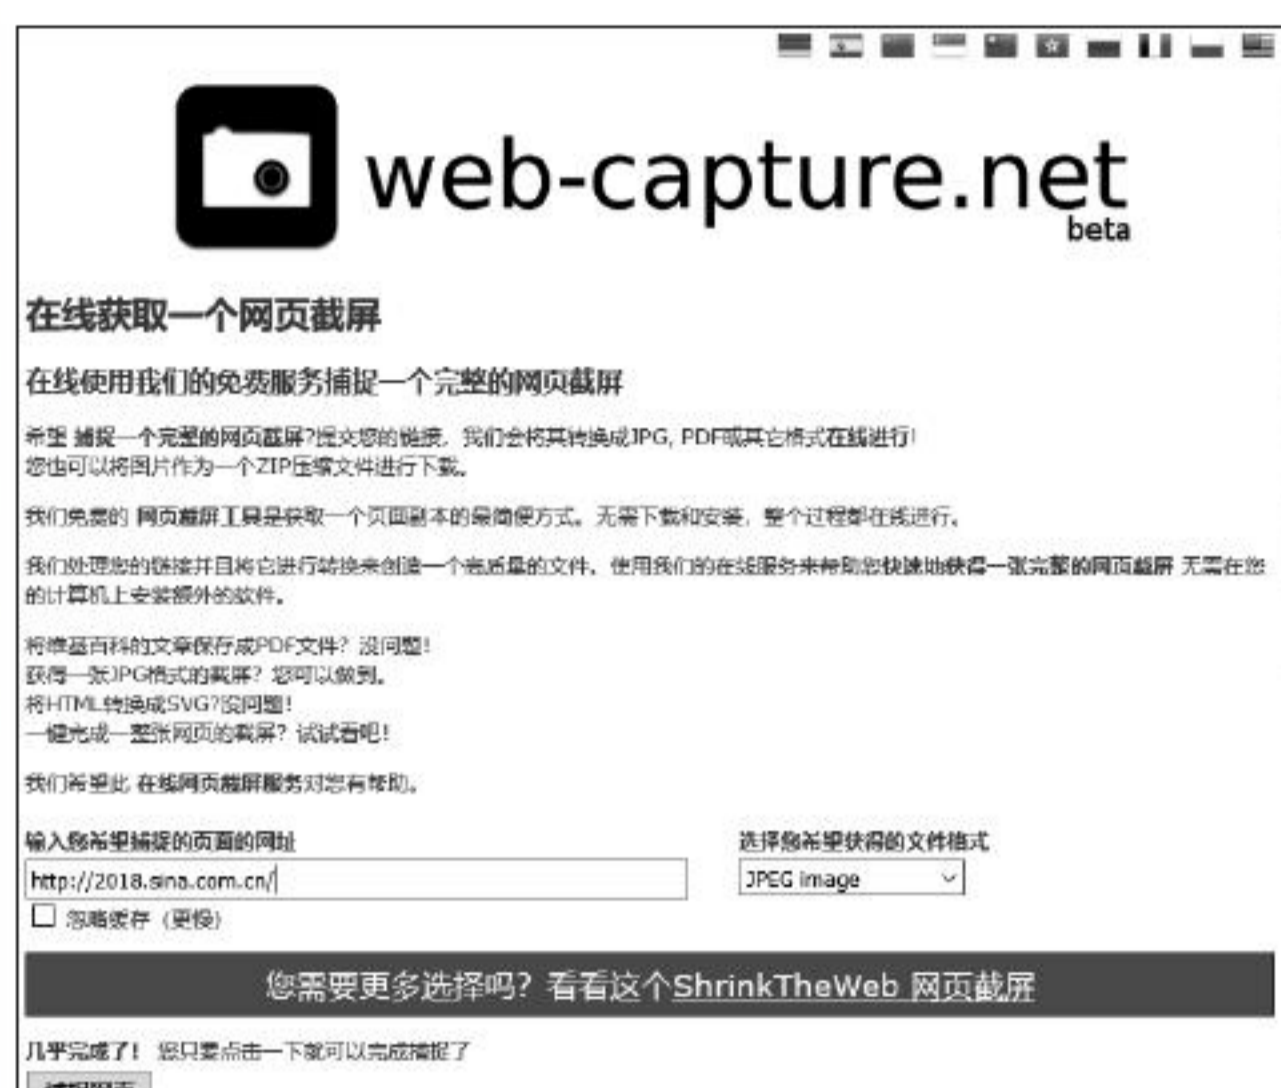 web-capture.net
beta
在线获取一个网页截屏
在线使用我们的免费服务捕捉一个完整的网页截屏
希望 捕捉一个完整的网页截屏?提交您的链接，我们会将其转换成JPG, PDF或其它格式在线进行!
您也可以将图片作为一个ZIP压缩文件进行下载。
我们免费的 网页截屏工具是获取一个页面副本的最简便方式。无需下载和安装，整个过程都在线进行。
我们处理您的链接并且将它进行转换来创造一个高质量的文件。使用我们的在线服务来帮助您快速地获得一张完整的网页截屏 无需在您
的计算机上安装额外的软件。
将维基百科的文章保存成PDF文件？没问题！
获得一张JPG格式的截屏？您可以做到。
将HTML转换成SVG?没问题！
一键完成一整张网页的截屏？试试看吧！
我们希望此 在线网页截屏服务对您有帮助。
输入您希望捕捉的页面的网址
选择您希望获得的文件格式
http://2018.sina.com.cn/
JPEG image
忽略缓存（更慢）
您需要更多选择吗？看看这个ShrinkTheWeb 网页截屏
几乎完成了！ 您只要点击一下就可以完成捕捉了